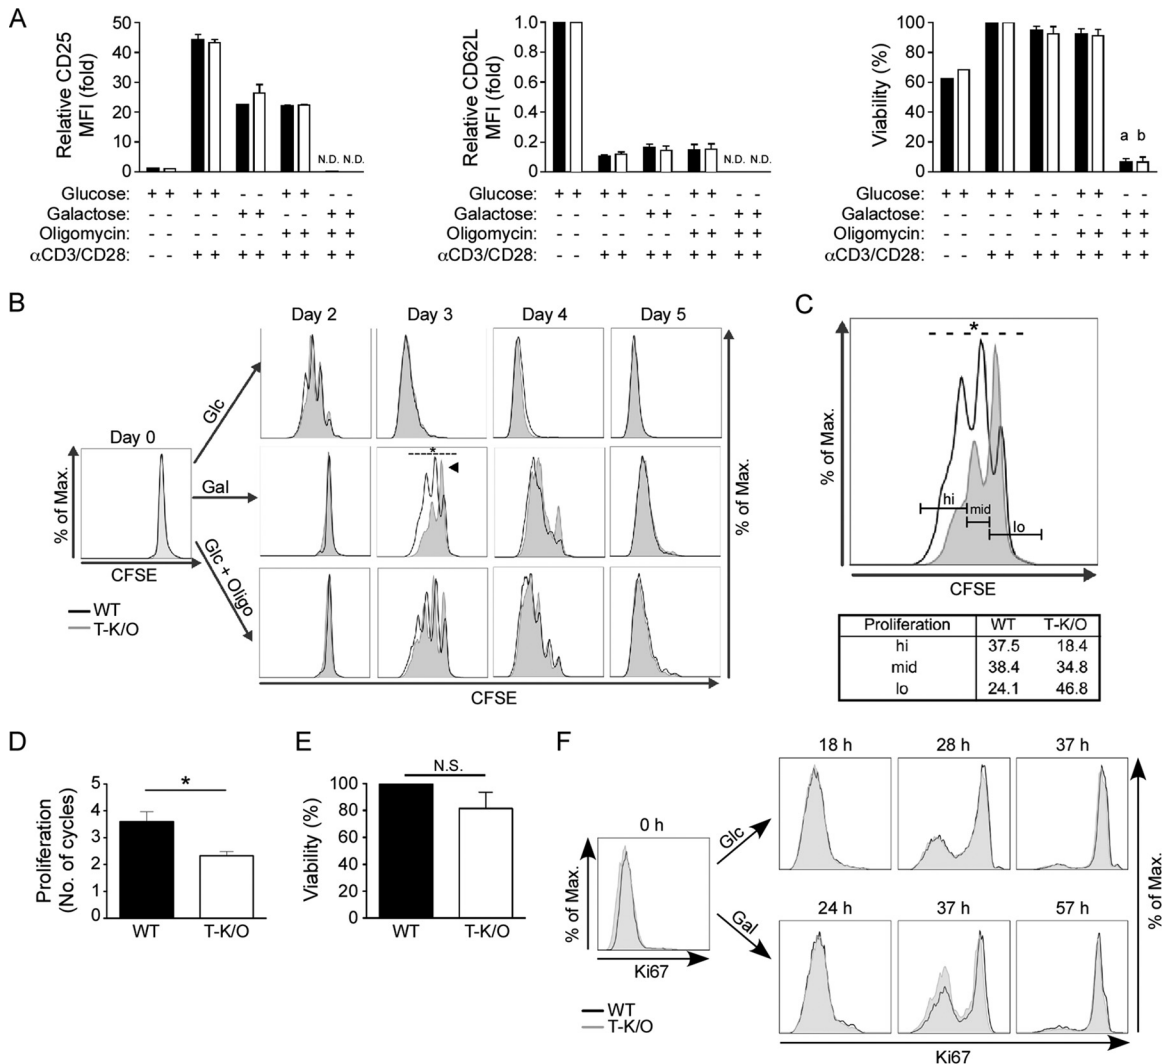 A
Relative CD25
MFI (fold)
50
40
30
20
10
0
N.D. N.D.
Glucose: + + + + - - + + - -
Galactose: - - - - + + - - + +
Oligomycin: - - - - - - + + + +
αCD3/CD28: - - + + + + + + + +
Relative CD62L
MFI (fold)
1.0
0.8
0.6
0.4
0.2
0
N.D. N.D.
Glucose: + + + + - - + + - -
Galactose: - - - - + + - - + +
Oligomycin: - - - - - - + + + +
αCD3/CD28: - - + + + + + + + +
Viability (%)
100
80
60
40
20
0
a b
Glucose: + + + + - - + + - -
Galactose: - - - - + + - - + +
Oligomycin: - - - - - - + + + +
αCD3/CD28: - - + + + + + + + +
B
Day 2 Day 3 Day 4 Day 5
Day 0
% of Max.
CFSE
Glc
Gal
Glc + Oligo
*
% of Max.
CFSE
WT
T-K/O
C
*
% of Max.
hi
mid
lo
CFSE
Proliferation WT T-K/O
hi 37.5 18.4
mid 38.4 34.8
lo 24.1 46.8
D
Proliferation
(No. of cycles)
5
4
3
2
1
0
*
WT T-K/O
E
Viability (%)
100
80
60
40
20
0
N.S.
WT T-K/O
F
0 h
% of Max.
Ki67
WT
T-K/O
Glc
Gal
18 h 28 h 37 h
24 h 37 h 57 h
% of Max.
Ki67